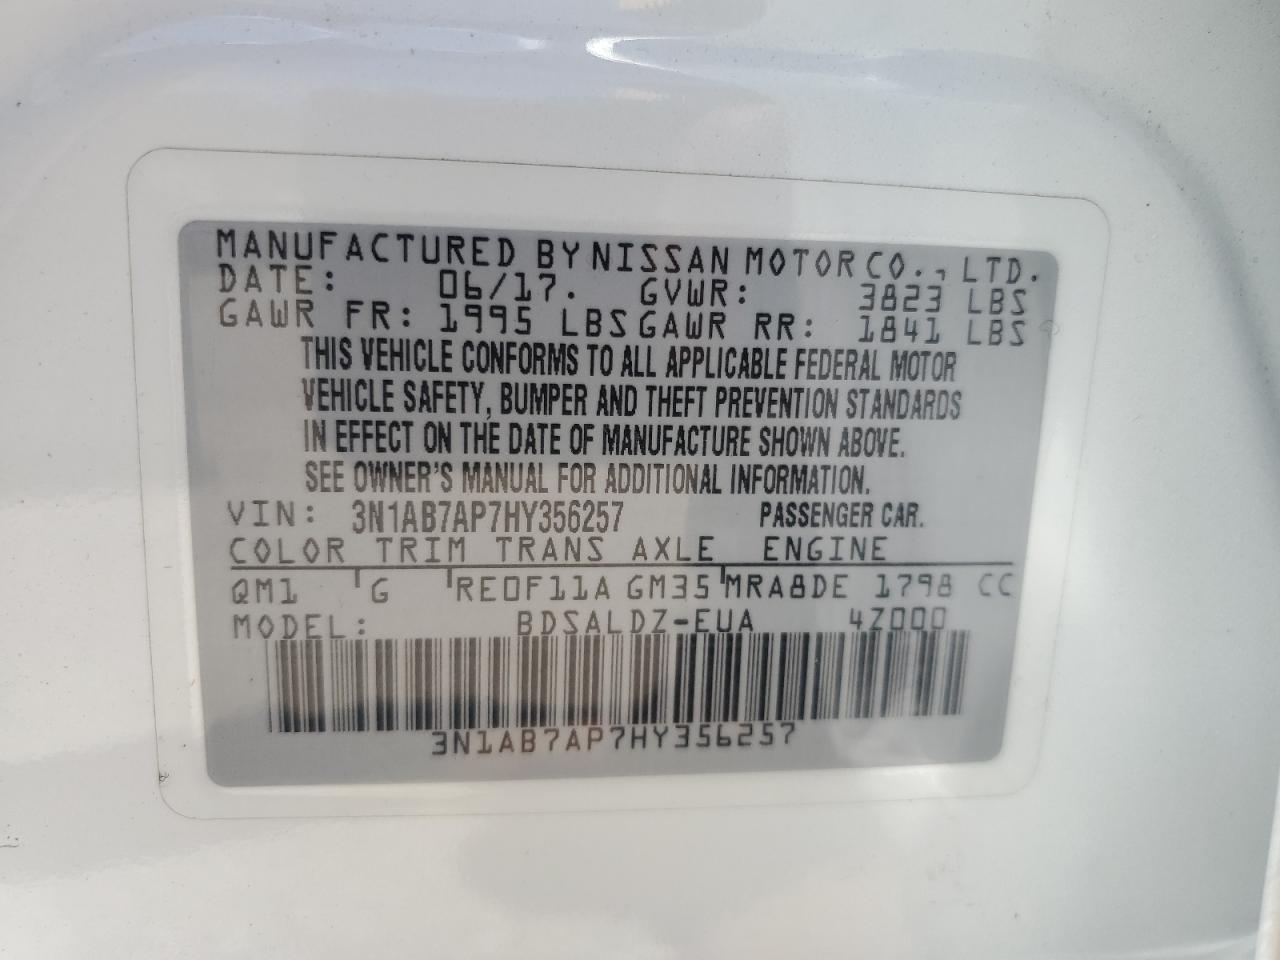 MANUFACTURED BY NISSAN MOTOR CO., LTD.
DATE: 06/17. GVWR: 3823 LBS
GAWR FR: 1995 LBS GAWR RR: 1841 LBS
THIS VEHICLE CONFORMS TO ALL APPLICABLE FEDERAL MOTOR
VEHICLE SAFETY, BUMPER AND THEFT PREVENTION STANDARDS
IN EFFECT ON THE DATE OF MANUFACTURE SHOWN ABOVE.
SEE OWNER'S MANUAL FOR ADDITIONAL INFORMATION.
VIN: 3N1AB7AP7HY356257 PASSENGER CAR.
COLOR TRIM TRANS AXLE ENGINE
QM1 G RE0F11A GM35 MRA8DE 1798 CC
MODEL: BDSALDZ-EUA 4Z000
3N1AB7AP7HY356257